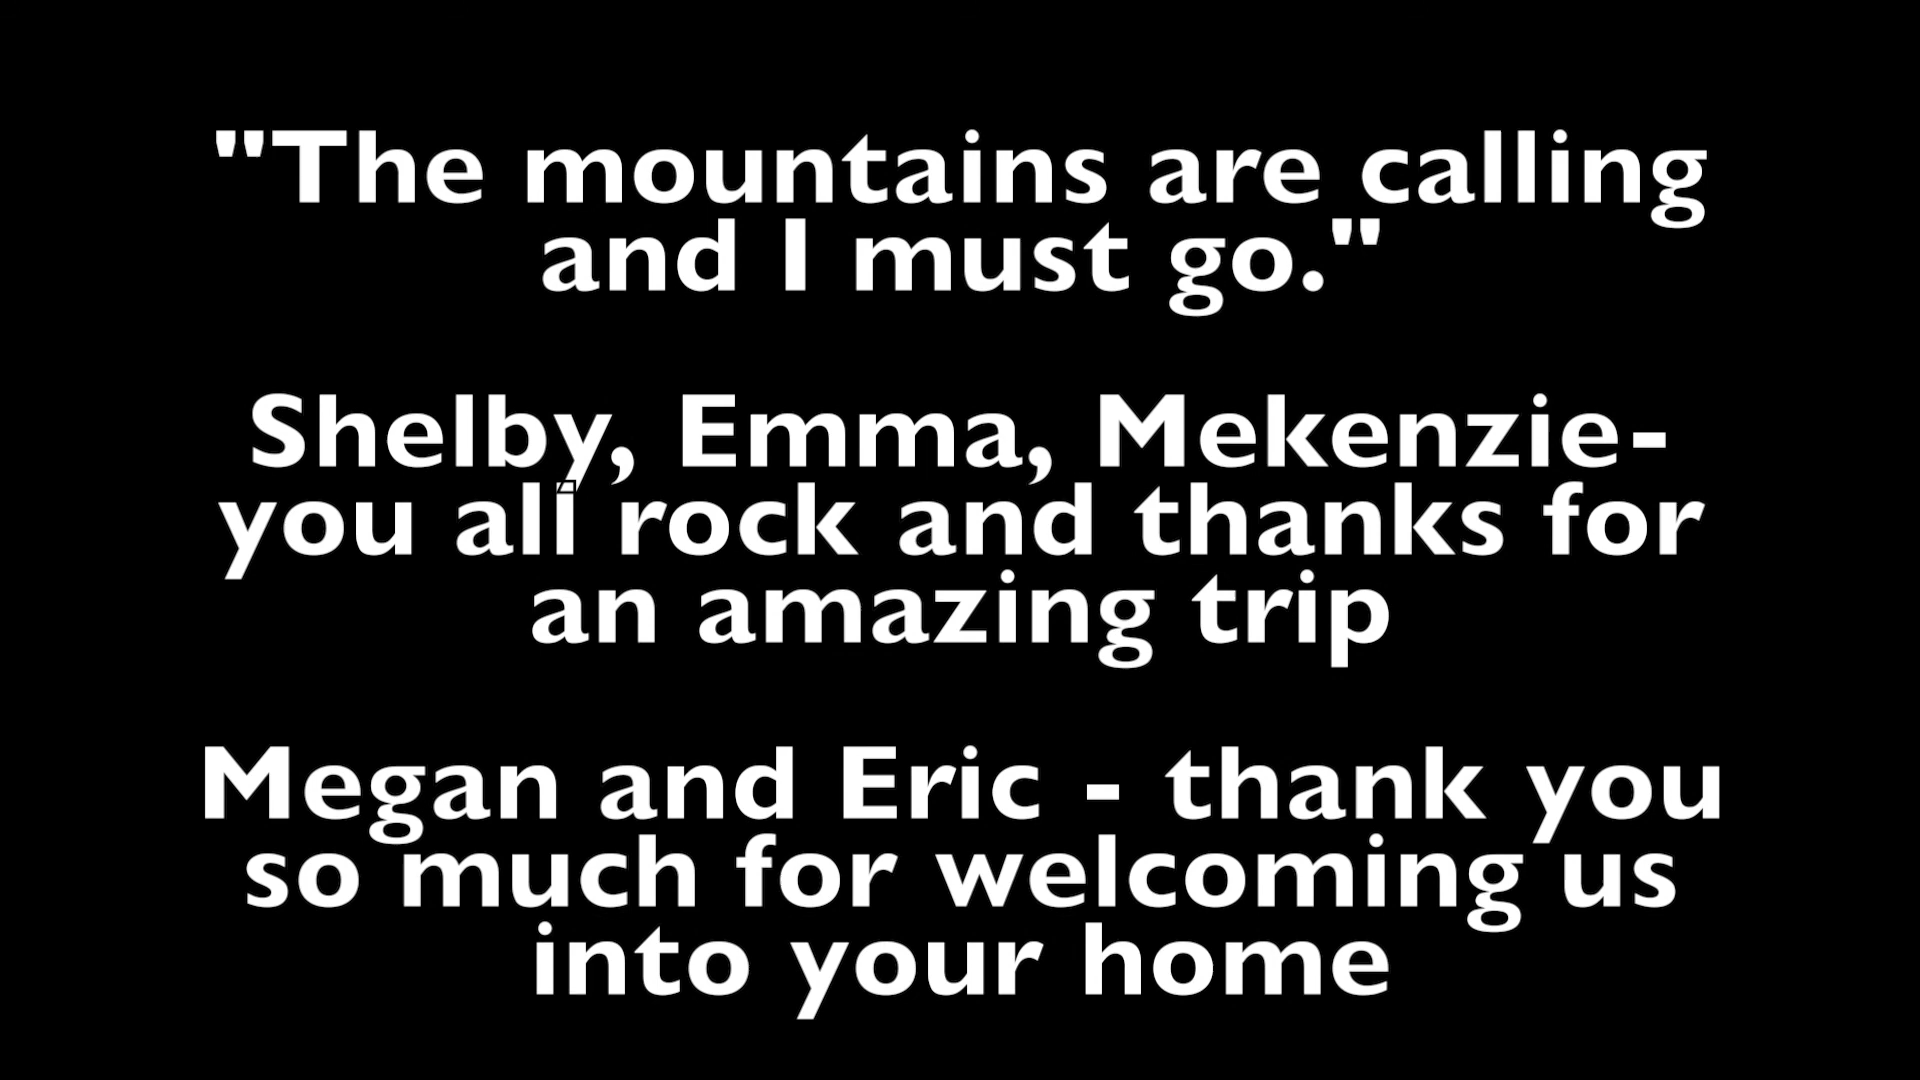 "The mountains are calling
and I must go."
Shelby, Emma, Mekenzie-
you all rock and thanks for
an amazing trip
Megan and Eric - thank you
so much for welcoming us
into your home